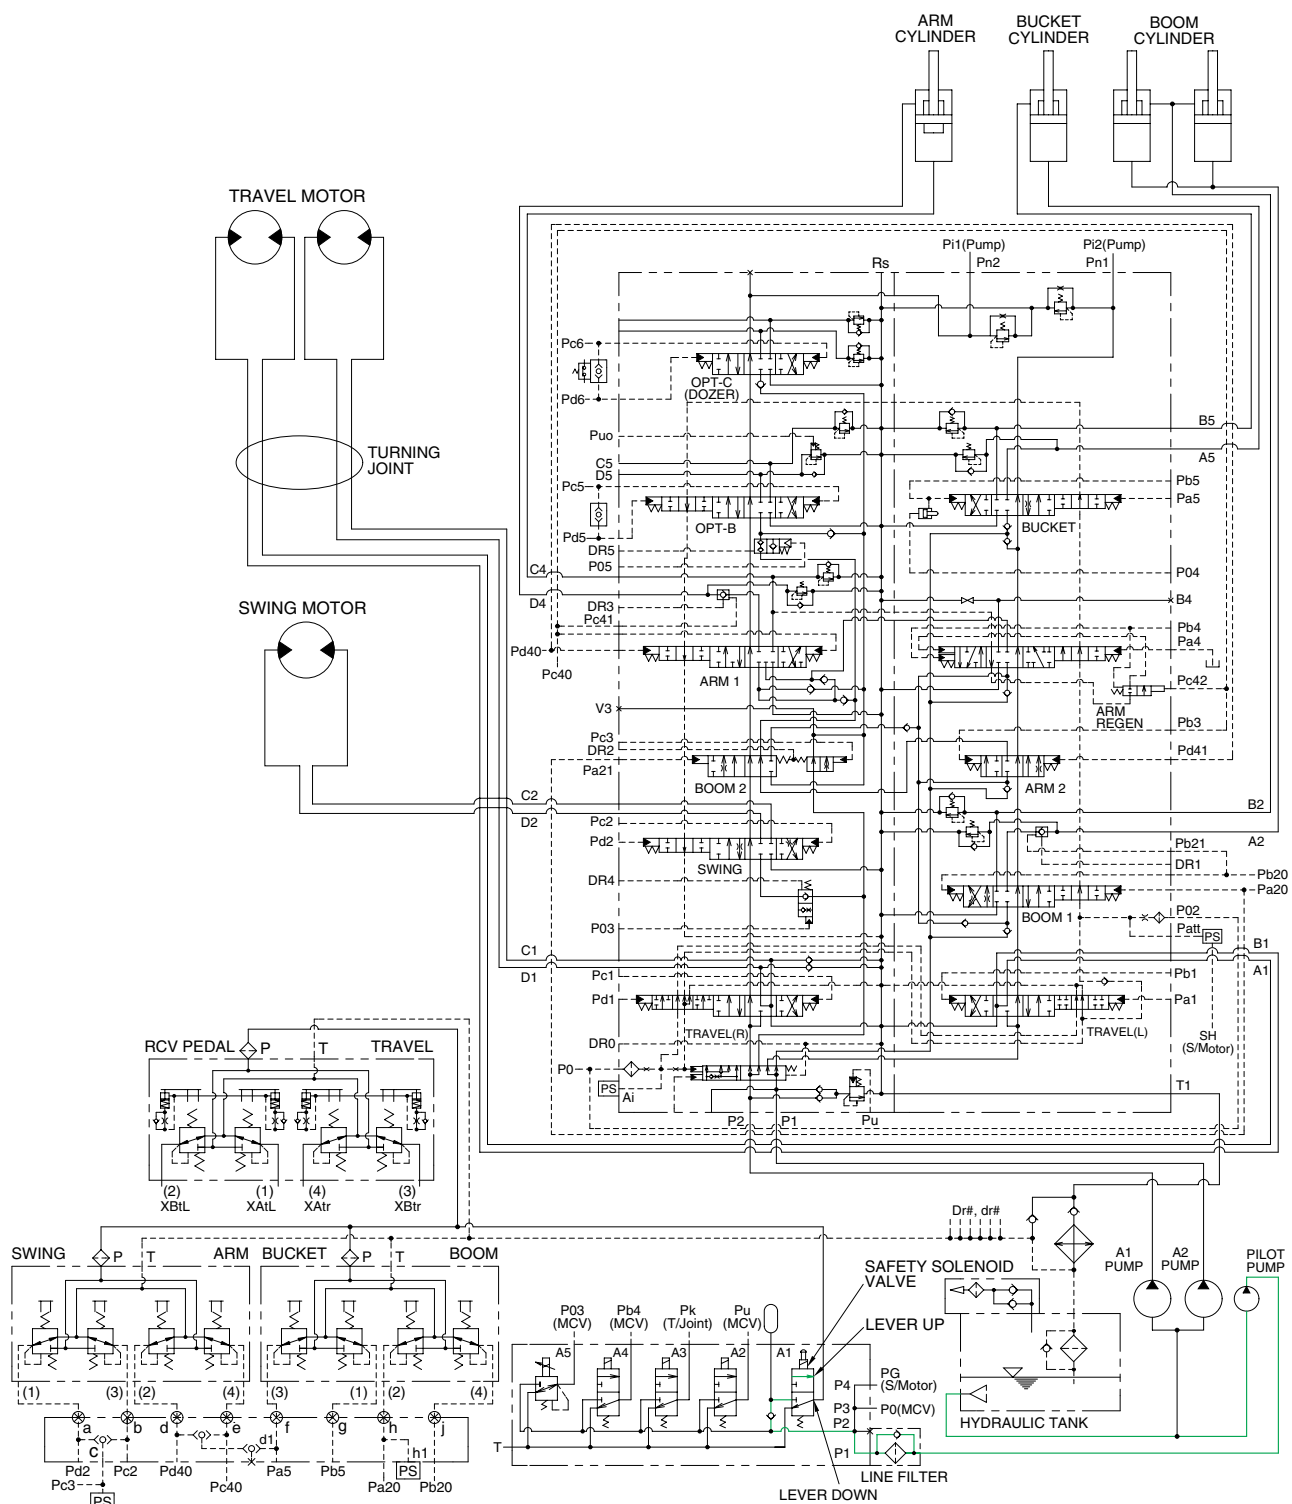 ARM
CYLINDER
BUCKET
CYLINDER
BOOM
CYLINDER
TRAVEL MOTOR
TURNING
JOINT
SWING MOTOR
Pi1(Pump)
Pi2(Pump)
Rs
Pn2
Pn1
Pc6
OPT-C
(DOZER)
Pd6
Puo
B5
C5
A5
D5
Pc5
Pb5
Pa5
OPT-B
BUCKET
Pd5
DR5
P05
C4
P04
D4
B4
DR3
Pc41
Pb4
Pa4
Pd40
Pc40
ARM 1
Pc42
ARM
REGEN
V3
Pb3
Pc3
DR2
Pd41
Pa21
BOOM 2
ARM 2
C2
B2
D2
Pc2
A2
Pb21
Pd2
DR1
SWING
Pb20
DR4
Pa20
BOOM 1
P02
P03
Patt
PS
C1
B1
D1
A1
Pc1
Pb1
Pd1
Pa1
TRAVEL(R)
TRAVEL(L)
SH
(S/Motor)
DR0
P0
PS
Ai
T1
P2
P1
Pu
RCV PEDAL
P
T
TRAVEL
(2)
XBtL
(1)
XAtL
(4)
XAtr
(3)
XBtr
SWING
P
T
ARM
BUCKET
P
T
BOOM
(1)
(3)
(2)
(4)
(3)
(1)
(2)
(4)
a
b
d
e
f
g
h
j
c
d1
h1
Pd2
Pc2
Pd40
Pc40
Pa5
Pb5
Pa20
Pb20
PS
Pc3
PS
Dr#, dr#
SAFETY SOLENOID
VALVE
A1
PUMP
A2
PUMP
PILOT
PUMP
P03
(MCV)
Pb4
(MCV)
Pk
(T/Joint)
Pu
(MCV)
LEVER UP
A5
A4
A3
A2
A1
PG
(S/Motor)
P4
P3
P0(MCV)
P2
P1
T
HYDRAULIC TANK
LINE FILTER
LEVER DOWN